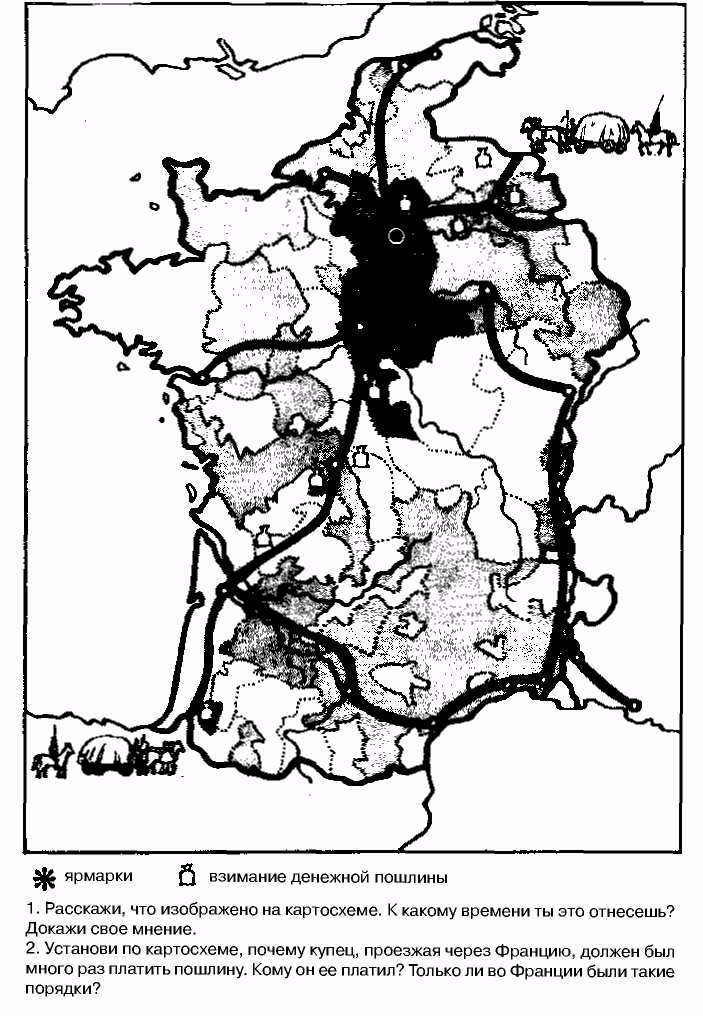 ярмарки
взимание денежной пошлины
1. Расскажи, что изображено на картосхеме. К какому времени ты это отнесешь?
Докажи свое мнение.
2. Установи по картосхеме, почему купец, проезжая через Францию, должен был
много раз платить пошлину. Кому он ее платил? Только ли во Франции были такие
порядки?